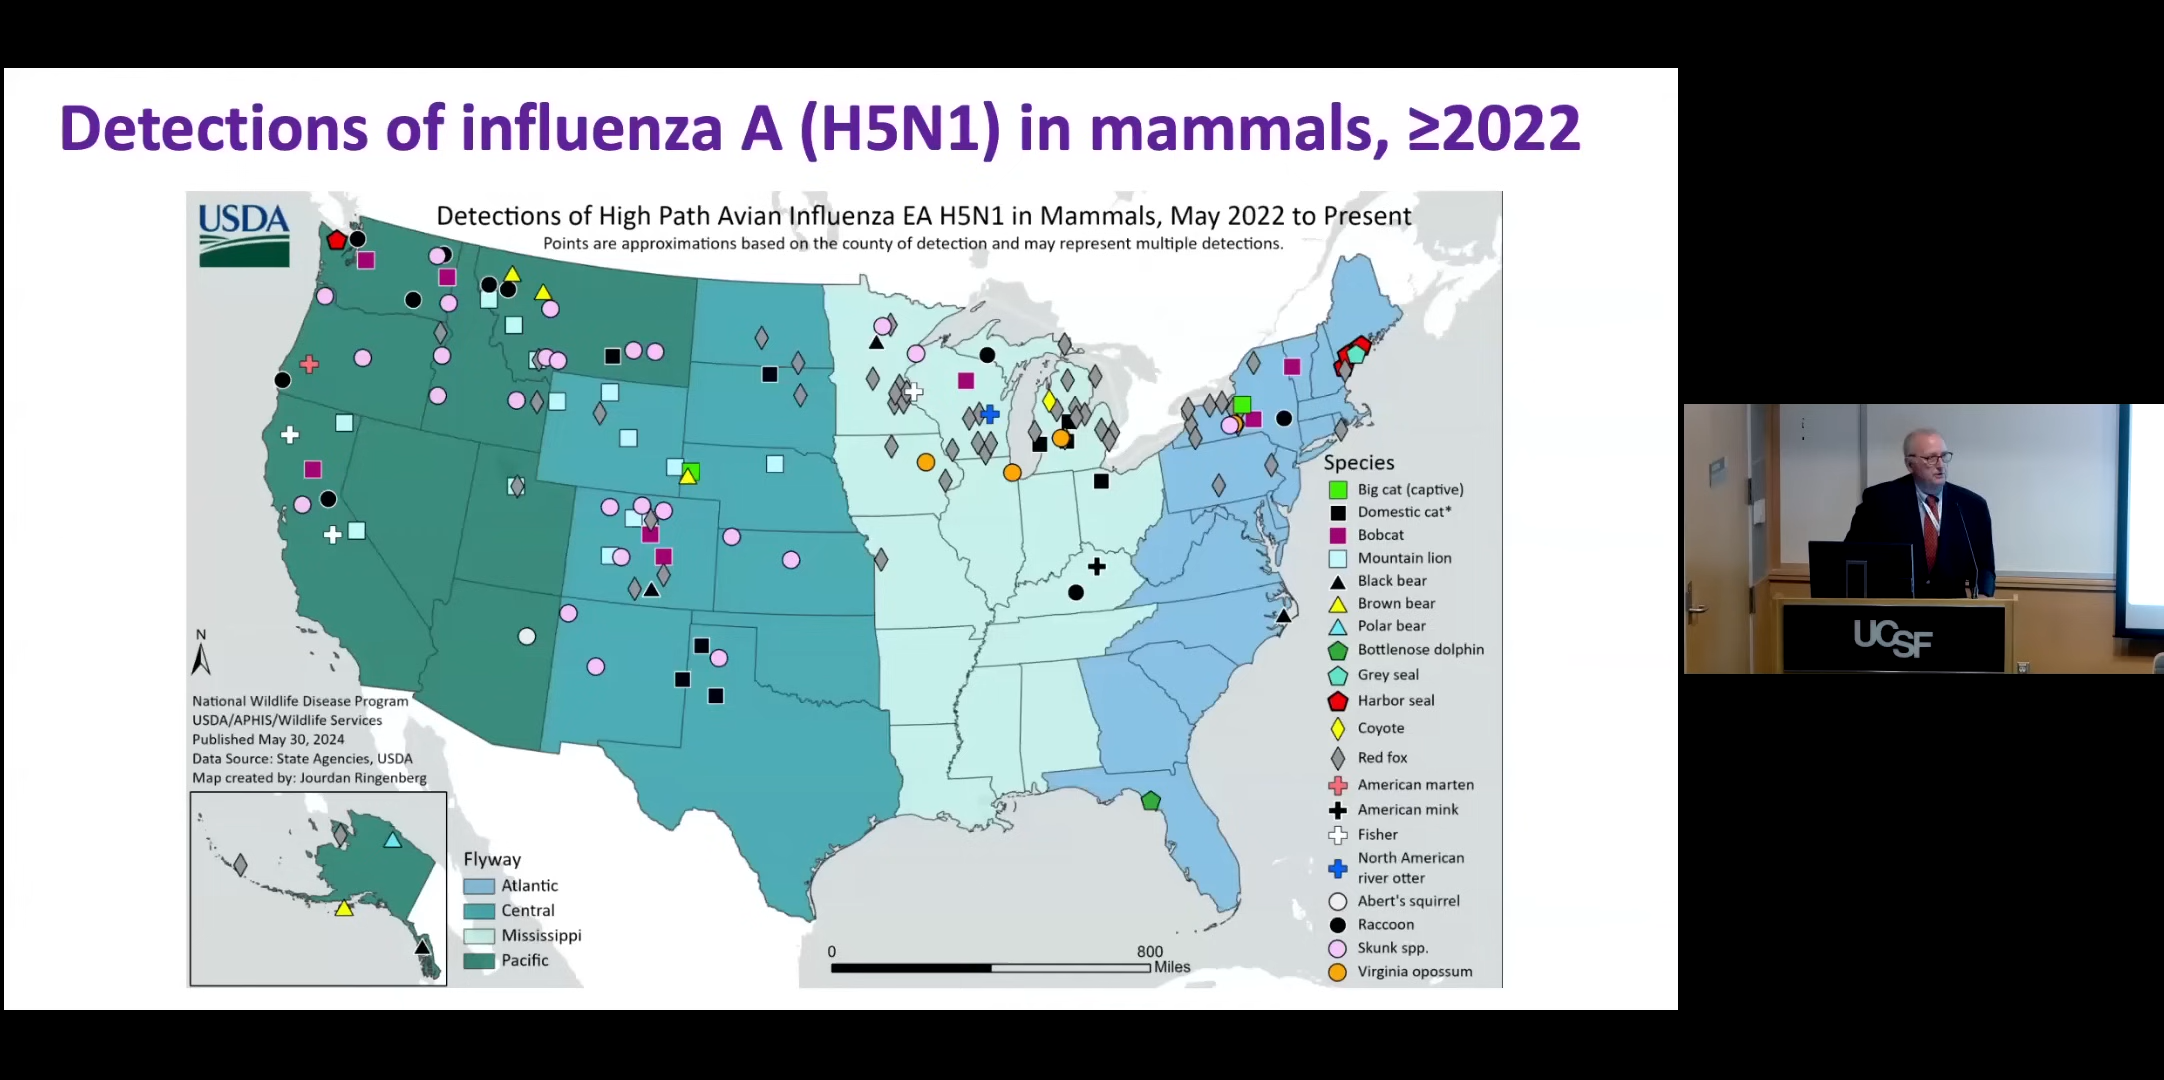 Detections of influenza A (H5N1) in mammals, ≥2022
USDA
Detections of High Path Avian Influenza EA H5N1 in Mammals, May 2022 to Present
Points are approximations based on the county of detection and may represent multiple detections.
Species
Big cat (captive)
Domestic cat*
Bobcat
Mountain lion
Black bear
Brown bear
Polar bear
Bottlenose dolphin
Grey seal
Harbor seal
Coyote
Red fox
American marten
American mink
Fisher
North American
river otter
Abert's squirrel
Raccoon
Skunk spp.
Virginia opossum
N
National Wildlife Disease Program
USDA/APHIS/Wildlife Services
Published May 30, 2024
Data Source: State Agencies, USDA
Map created by: Jourdan Ringenberg
Flyway
Atlantic
Central
Mississippi
Pacific
0 800
Miles
UCSF